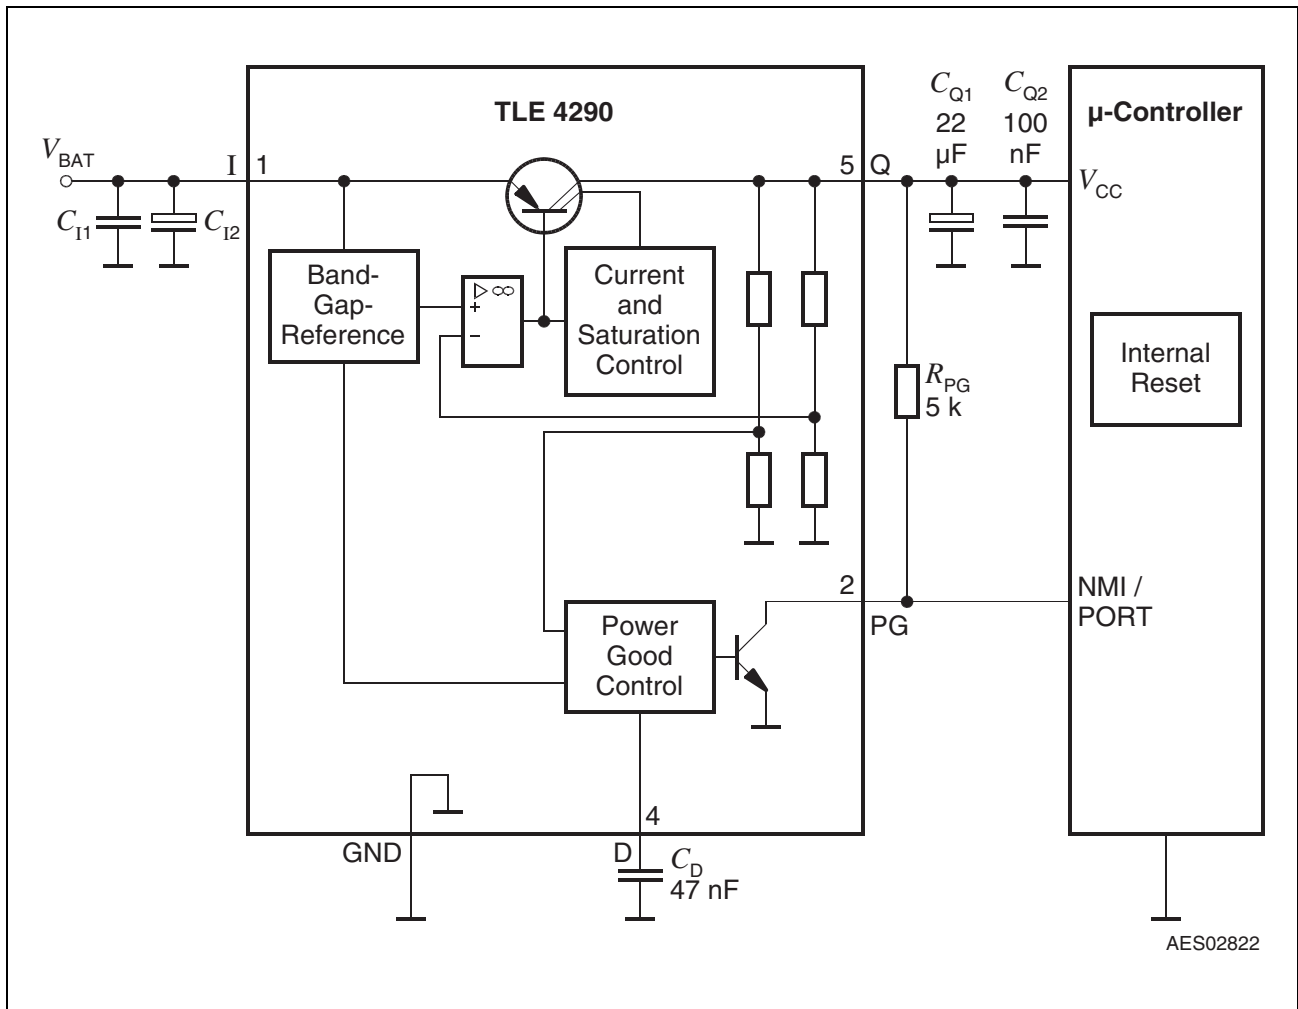 TLE 4290
C_Q1 C_Q2
22 100
µF nF
µ-Controller
V_BAT
I 1
5 Q
V_CC
C_I1
C_I2
Band-
Gap-
Reference
▷ ∞
+
−
Current
and
Saturation
Control
R_PG
5 k
Internal
Reset
2
PG
NMI /
PORT
Power
Good
Control
4
GND
D
C_D
47 nF
AES02822